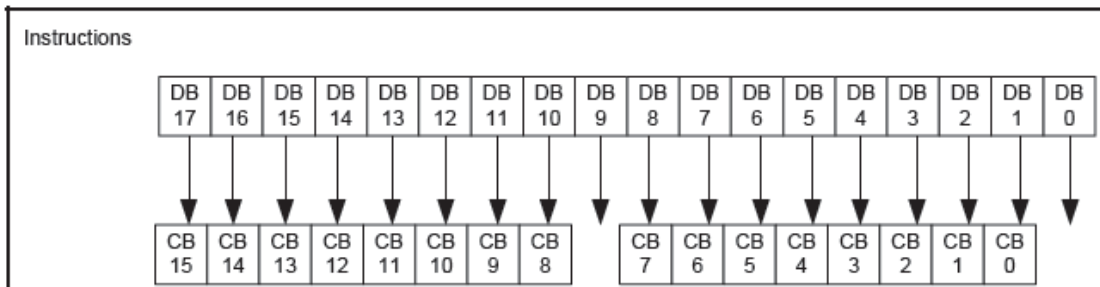 Instructions
DB DB DB DB DB DB DB DB DB DB DB DB DB DB DB DB DB DB
17 16 15 14 13 12 11 10 9 8 7 6 5 4 3 2 1 0
CB CB CB CB CB CB CB CB CB CB CB CB CB CB CB CB
15 14 13 12 11 10 9 8 7 6 5 4 3 2 1 0